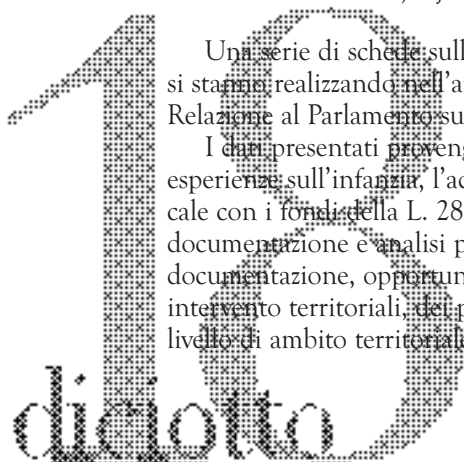 18
Una serie di schede sull
si stanno realizzando nell'a
Relazione al Parlamento su
I dati presentati proveng
esperienze sull'infanzia, l'ad
cale con i fondi della L. 28
documentazione e analisi p
documentazione, opportun
intervento territoriali, dei p
livello di ambito territoriale
diciotto